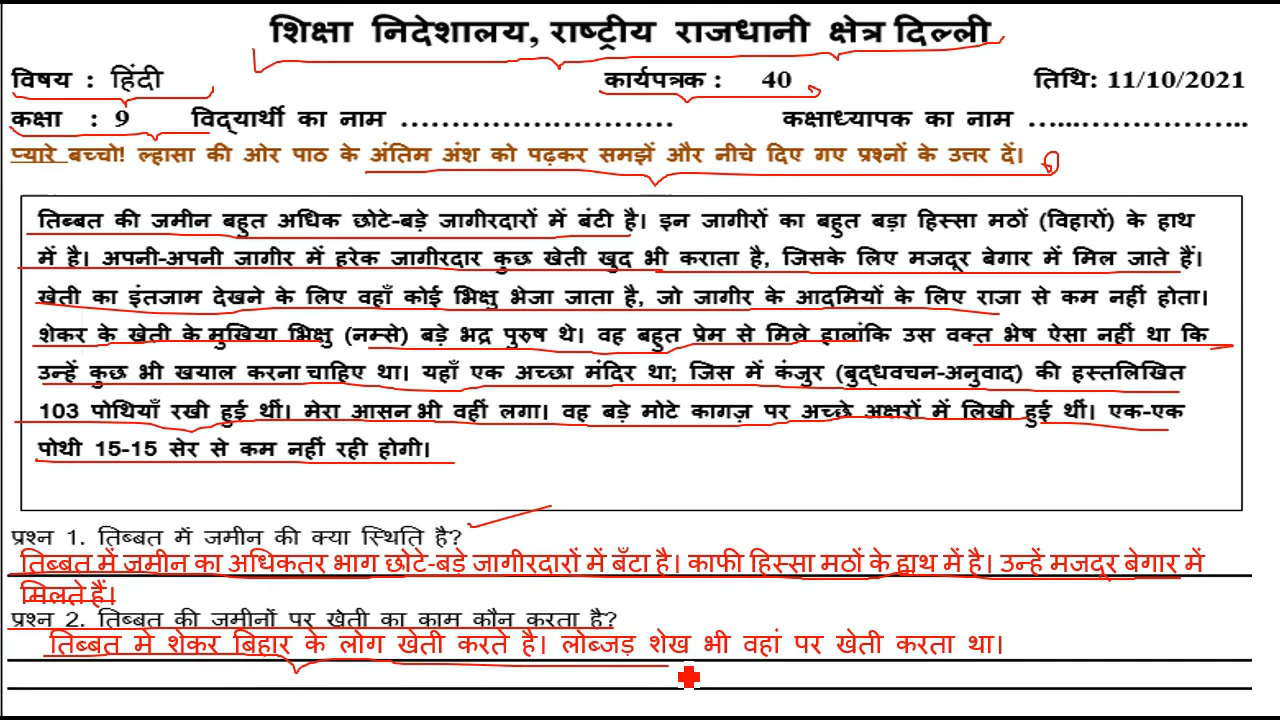 शिक्षा निदेशालय, राष्ट्रीय राजधानी क्षेत्र दिल्ली
विषय : हिंदी कार्यपत्रक : 40 तिथि: 11/10/2021
कक्षा : 9 विद्यार्थी का नाम ………………………… कक्षाध्यापक का नाम …...……………..
प्यारे बच्चो! ल्हासा की ओर पाठ के अंतिम अंश को पढ़कर समझें और नीचे दिए गए प्रश्नों के उत्तर दें।
तिब्बत की जमीन बहुत अधिक छोटे-बड़े जागीरदारों में बंटी है। इन जागीरों का बहुत बड़ा हिस्सा मठों (विहारों) के हाथ
में है। अपनी-अपनी जागीर में हरेक जागीरदार कुछ खेती खुद भी कराता है, जिसके लिए मजदूर बेगार में मिल जाते हैं।
खेती का इंतजाम देखने के लिए वहाँ कोई भिक्षु भेजा जाता है, जो जागीर के आदमियों के लिए राजा से कम नहीं होता।
शेकर के खेती के मुखिया भिक्षु (नम्से) बड़े भद्र पुरुष थे। वह बहुत प्रेम से मिले हालांकि उस वक्त भेष ऐसा नहीं था कि
उन्हें कुछ भी खयाल करना चाहिए था। यहाँ एक अच्छा मंदिर था; जिस में कंजुर (बुद्धवचन-अनुवाद) की हस्तलिखित
103 पोथियाँ रखी हुई थीं। मेरा आसन भी वहीं लगा। वह बड़े मोटे कागज़ पर अच्छे अक्षरों में लिखी हुई थीं। एक-एक
पोथी 15-15 सेर से कम नहीं रही होगी।
प्रश्न 1. तिब्बत में जमीन की क्या स्थिति है?
तिब्बत में जमीन का अधिकतर भाग छोटे-बड़े जागीरदारों में बँटा है। काफी हिस्सा मठों के हाथ में है। उन्हें मजदूर बेगार में
मिलते हैं।
प्रश्न 2. तिब्बत की जमीनों पर खेती का काम कौन करता है?
तिब्बत मे शेकर बिहार के लोग खेती करते है। लोब्जड़ शेख भी वहां पर खेती करता था।